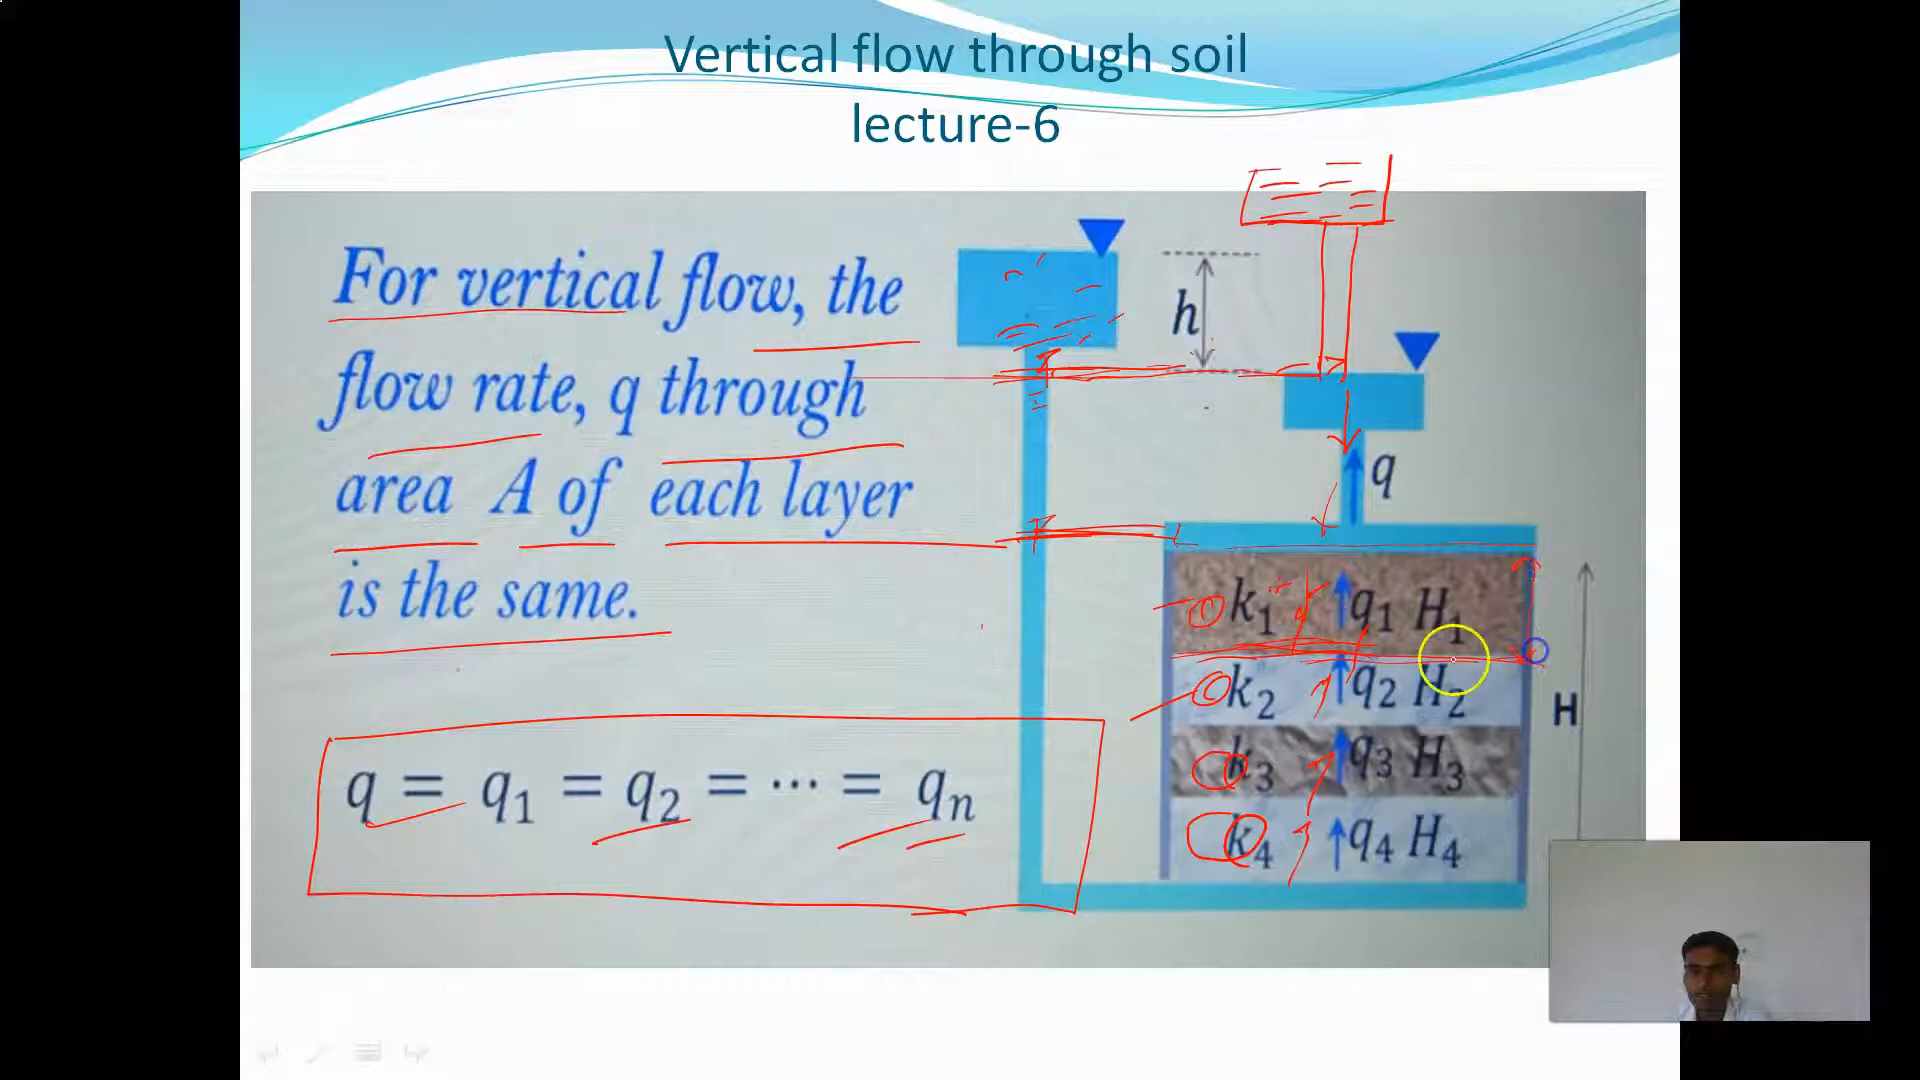 Vertical flow through soil
lecture-6
For vertical flow, the
flow rate, q through
area A of each layer
is the same.
q = q1 = q2 = ... = qn
h
q
k1 q1 H1
k2 q2 H2
k3 q3 H3
k4 q4 H4
H